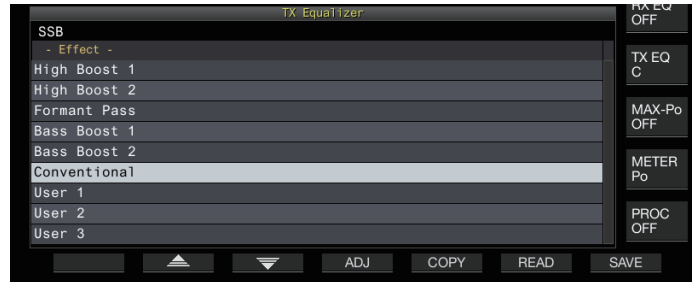 TX Equalizer
SSB
- Effect -
High Boost 1
High Boost 2
Formant Pass
Bass Boost 1
Bass Boost 2
Conventional
User 1
User 2
User 3
RX EQ
OFF
TX EQ
C
MAX-Po
OFF
METER
Po
PROC
OFF
ADJ
COPY
READ
SAVE